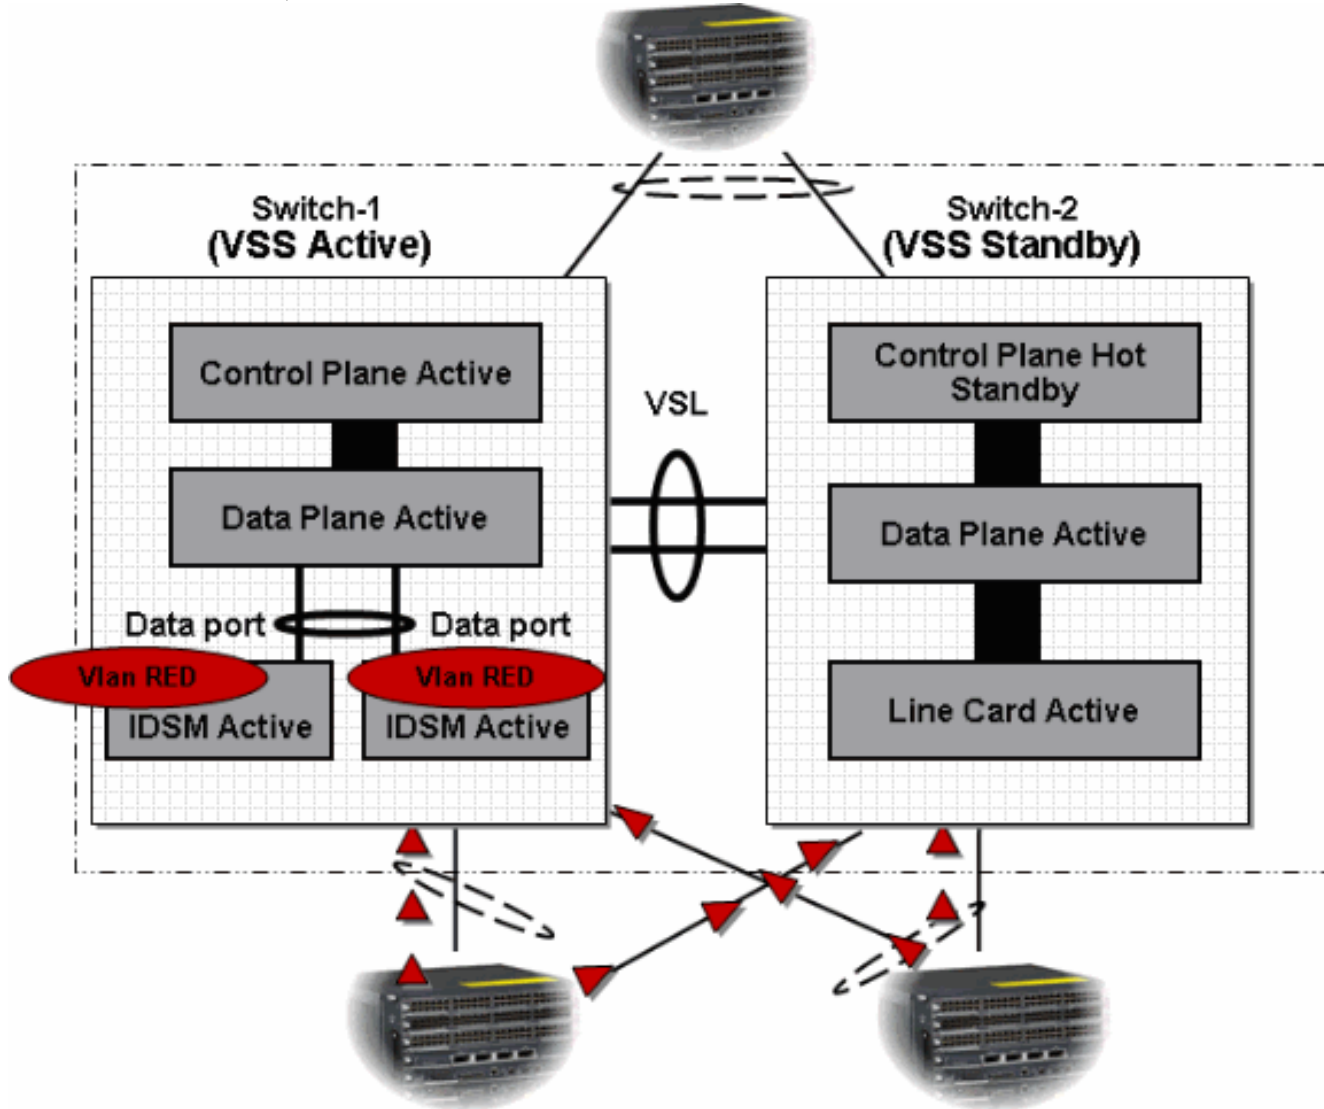 Switch-1
(VSS Active)
Switch-2
(VSS Standby)
Control Plane Active
Control Plane Hot
Standby
VSL
Data Plane Active
Data Plane Active
Data port
Data port
Vlan RED
Vlan RED
IDSM Active
IDSM Active
Line Card Active